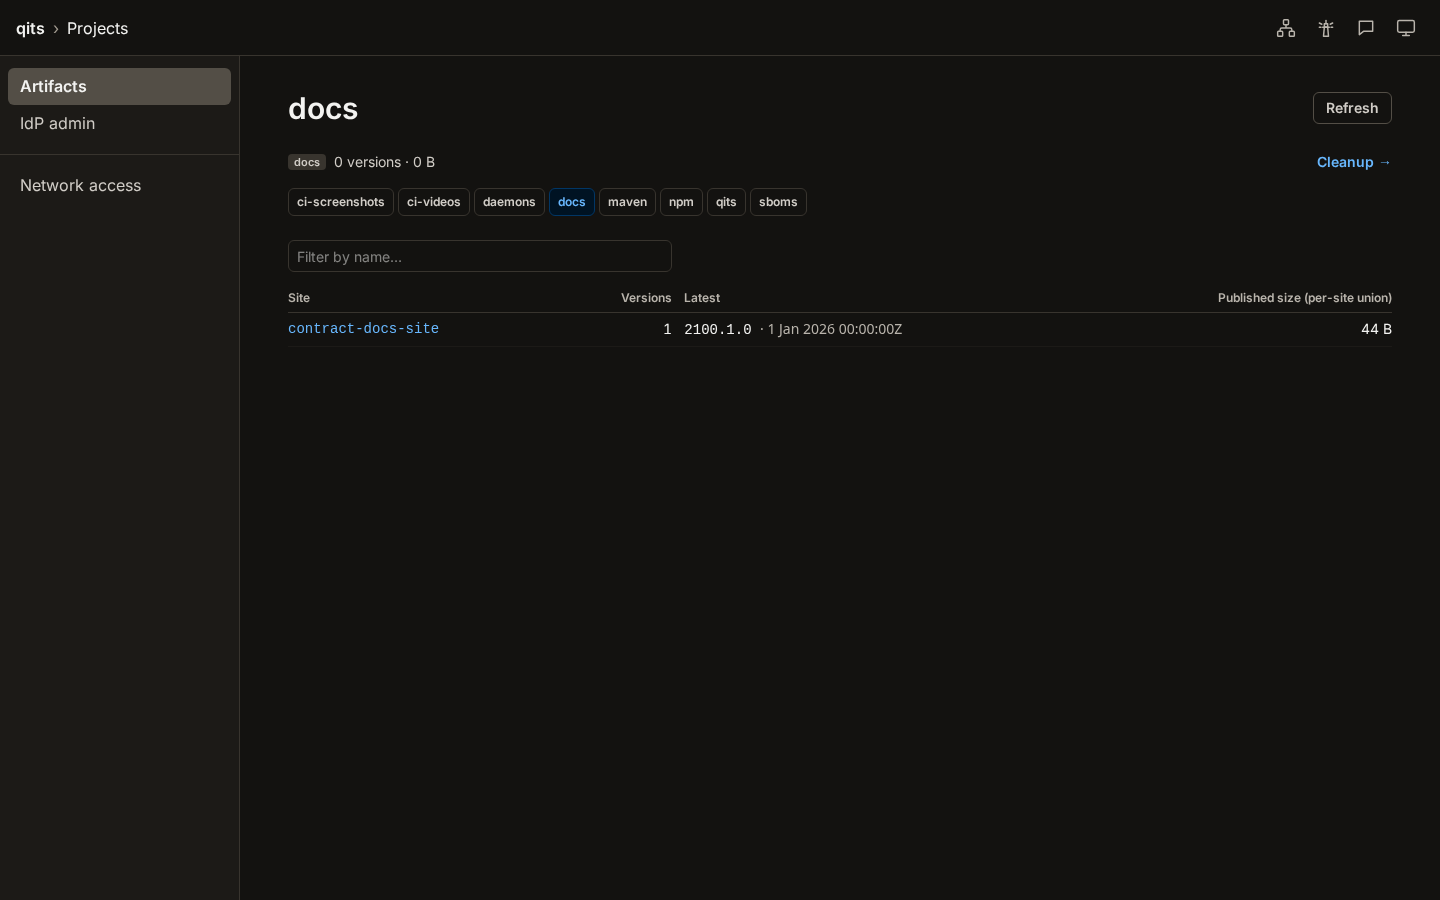 qits › Projects
Artifacts
IdP admin
Network access
docs
Refresh
docs 0 versions · 0 B
Cleanup →
ci-screenshots ci-videos daemons docs maven npm qits sboms
Filter by name...
Site Versions Latest Published size (per-site union)
contract-docs-site 1 2100.1.0 · 1 Jan 2026 00:00:00Z 44 B